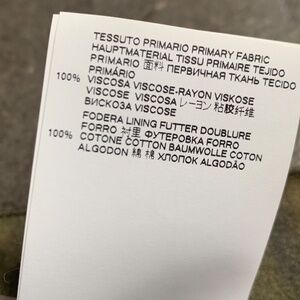 TESSUTO PRIMARIO PRIMARY FABRIC
HAUPTMATERIAL TISSU PRIMAIRE TEJIDO
PRIMARIO 面料 ПЕРВИЧНАЯ ТКАНЬ TECIDO
PRIMÁRIO
100% VISCOSA VISCOSE-RAYON VISKOSE
VISCOSE VISCOSA レーヨン 粘胶纤维
ВИСКОЗА VISCOSE
FODERA LINING FUTTER DOUBLURE
FORRO 衬里 ФУТЕРОВКА FORRO
100% COTONE COTTON BAUMWOLLE COTON
ALGODON 綿 棉 ХЛОПОК ALGODÃO